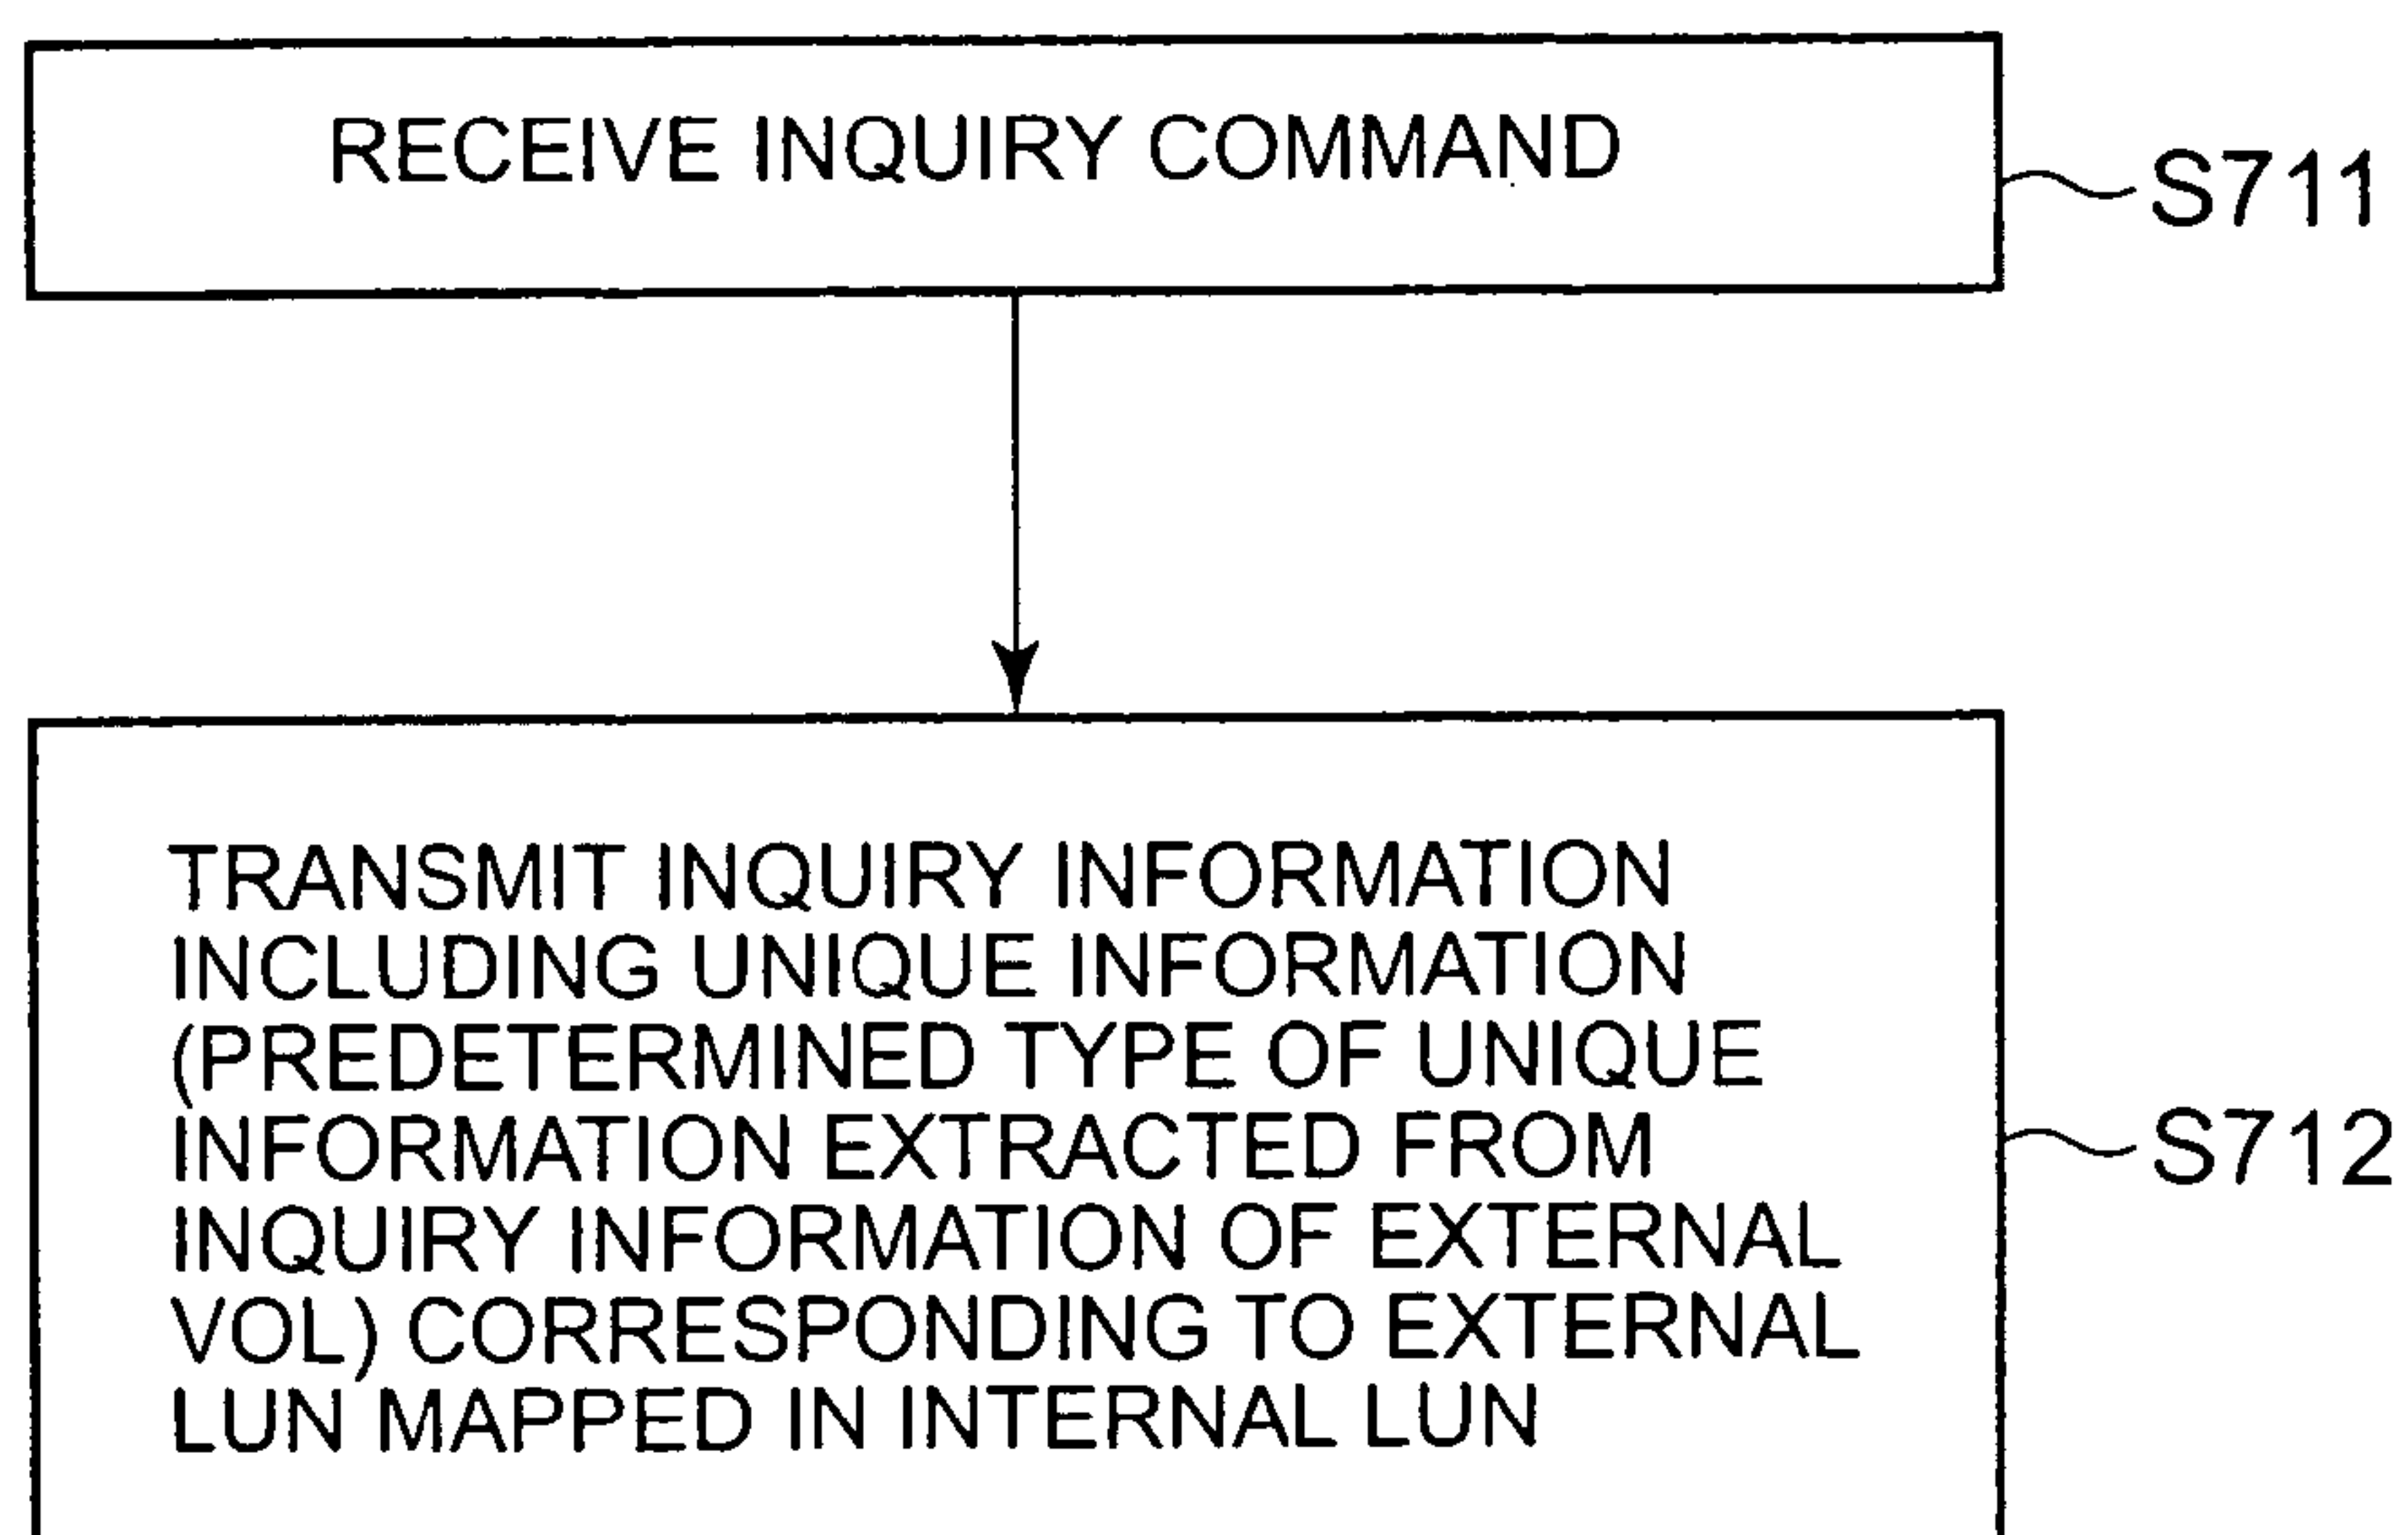 RECEIVE INQUIRY COMMAND
S711
TRANSMIT INQUIRY INFORMATION
INCLUDING UNIQUE INFORMATION
(PREDETERMINED TYPE OF UNIQUE
INFORMATION EXTRACTED FROM
INQUIRY INFORMATION OF EXTERNAL
VOL) CORRESPONDING TO EXTERNAL
LUN MAPPED IN INTERNAL LUN
S712